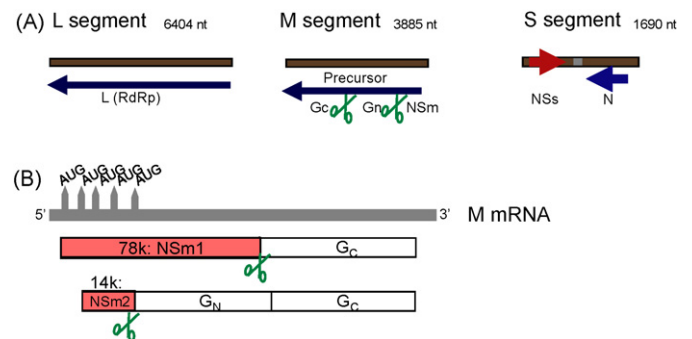 (A) L segment 6404 nt M segment 3885 nt S segment 1690 nt
L (RdRp)
Precursor
Gc Gn NSm
NSs N
(B)
AUG AUG AUG AUG AUG
5' 3' M mRNA
78k: NSm1 GC
14k:
NSm2 GN GC